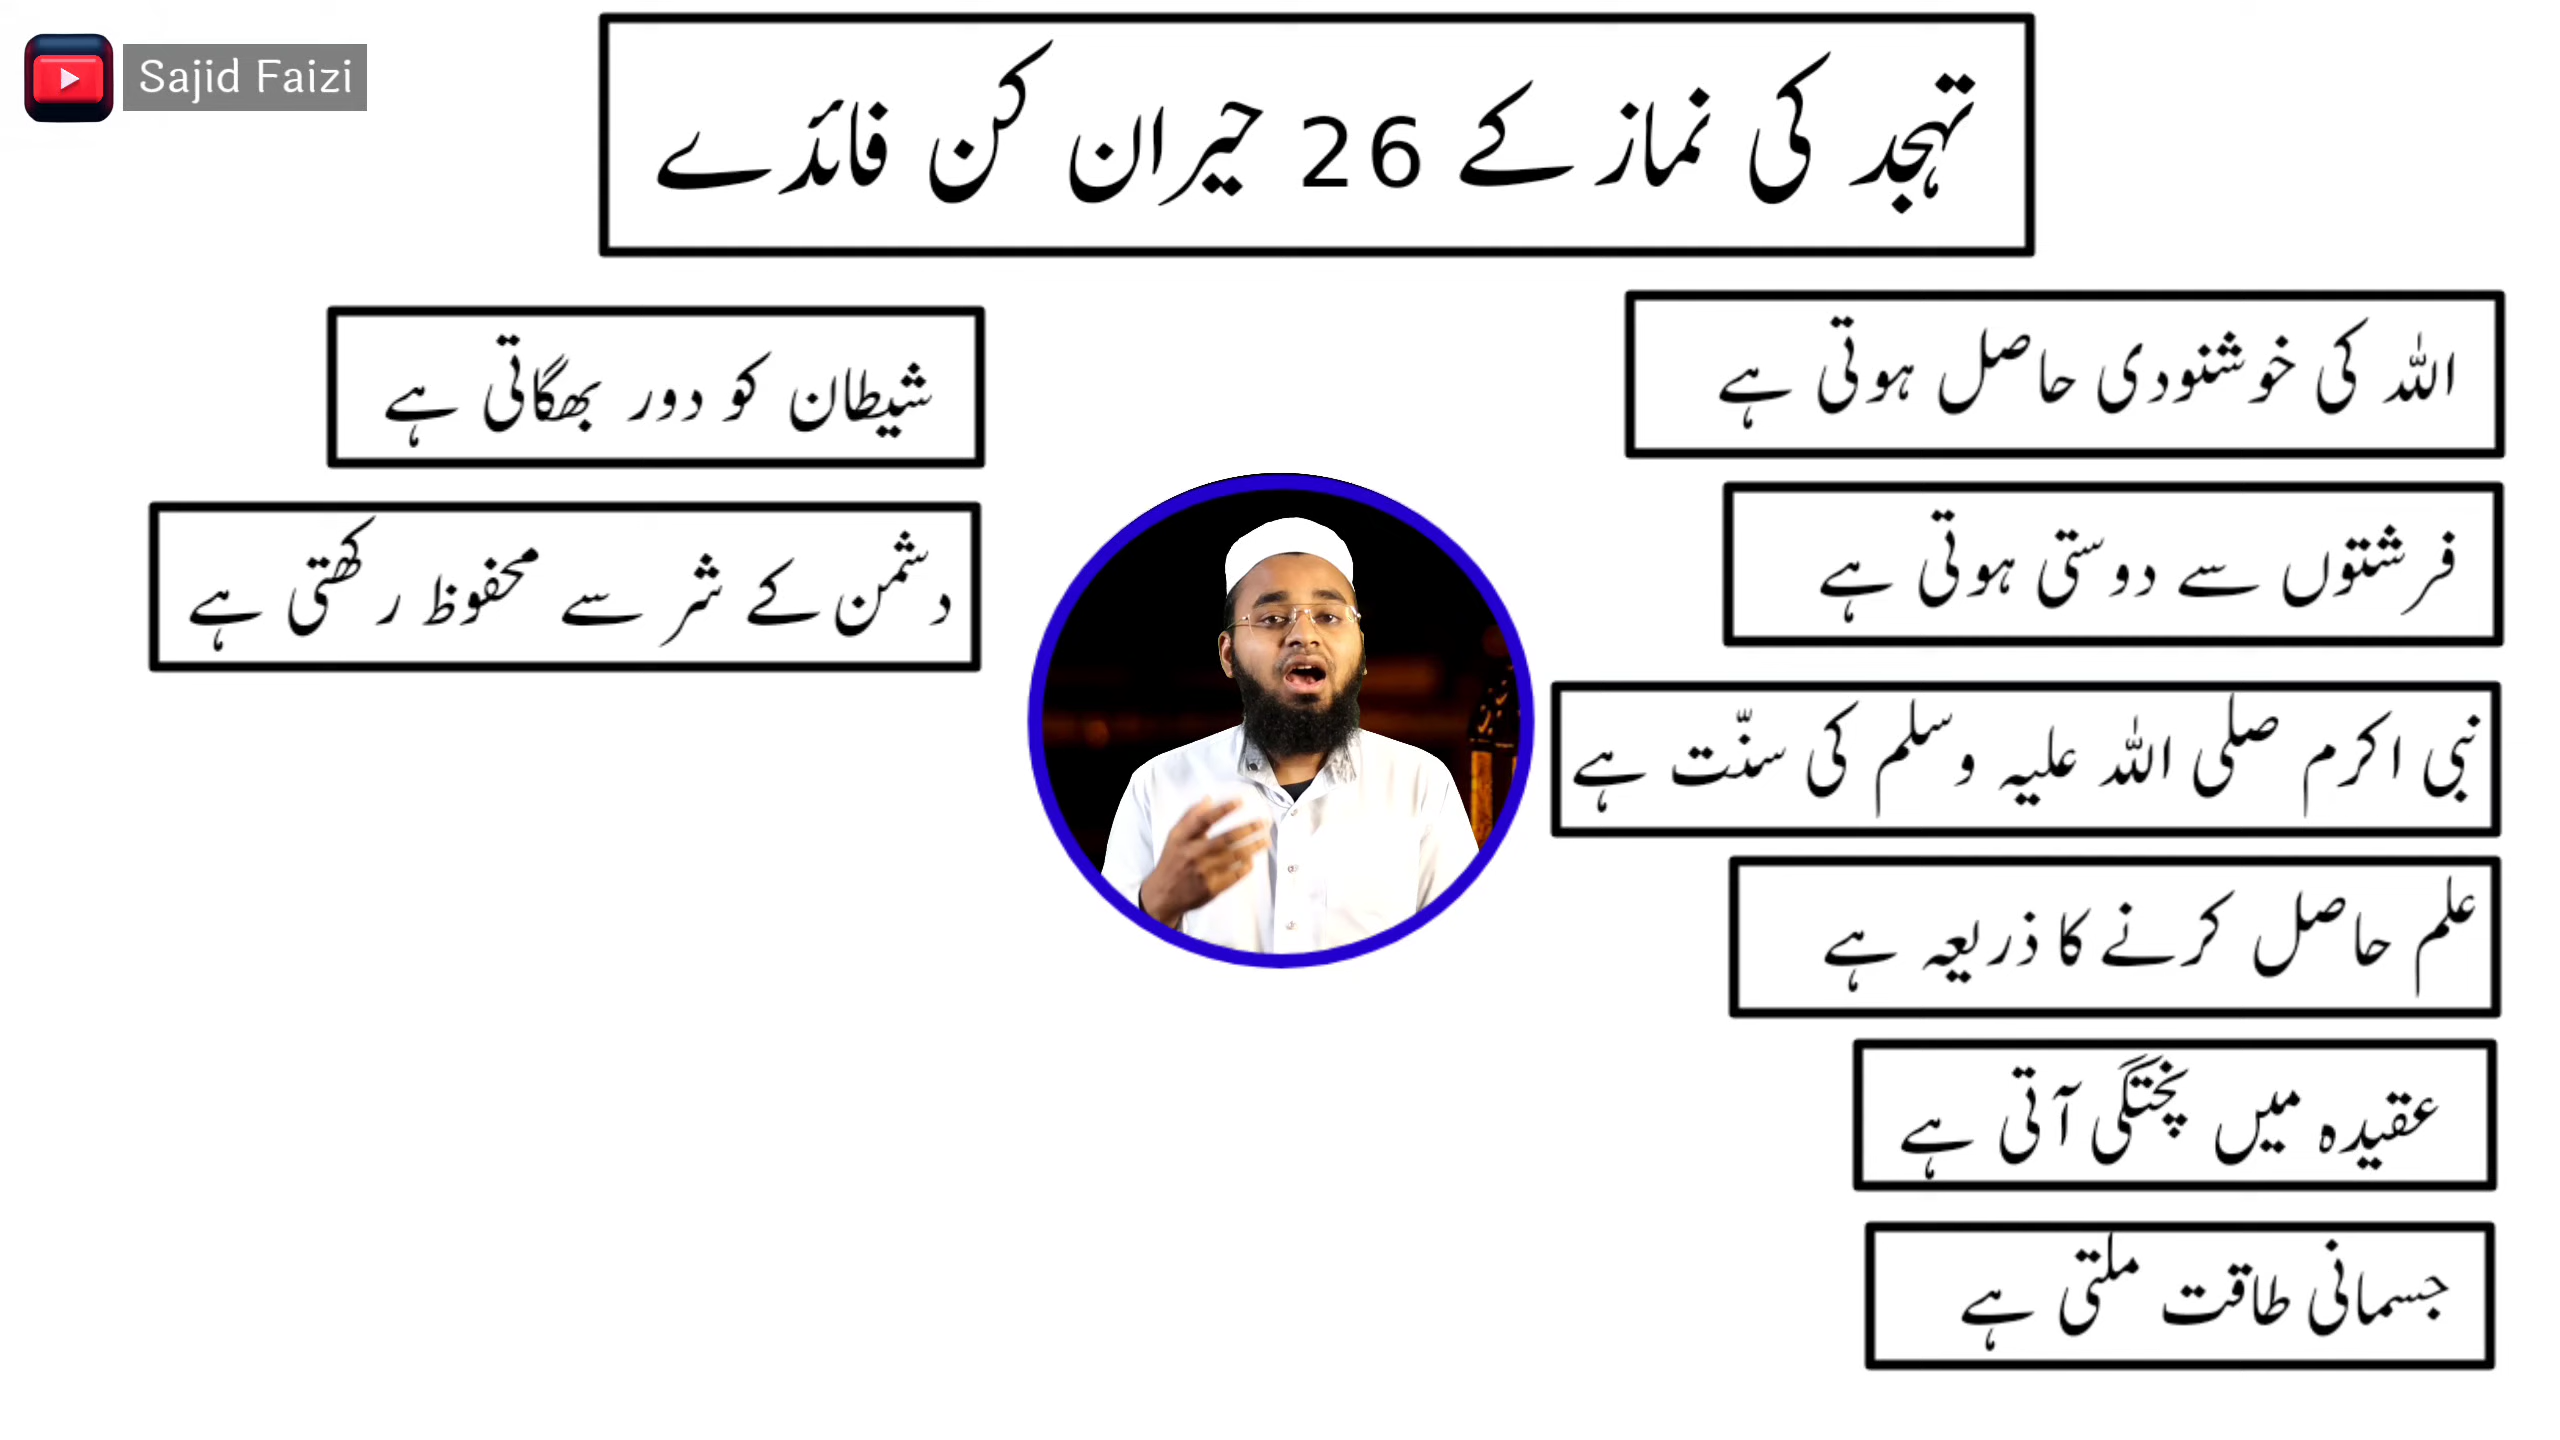 Sajid Faizi
تہجد کی نماز کے 26 حیران کن فائدے
اللہ کی خوشنودی حاصل ہوتی ہے
فرشتوں سے دوستی ہوتی ہے
نبی اکرم صلی اللہ علیہ وسلم کی سنّت ہے
علم حاصل کرنے کا ذریعہ ہے
عقیدہ میں پختگی آتی ہے
جسمانی طاقت ملتی ہے
شیطان کو دور بھگاتی ہے
دشمن کے شر سے محفوظ رکھتی ہے